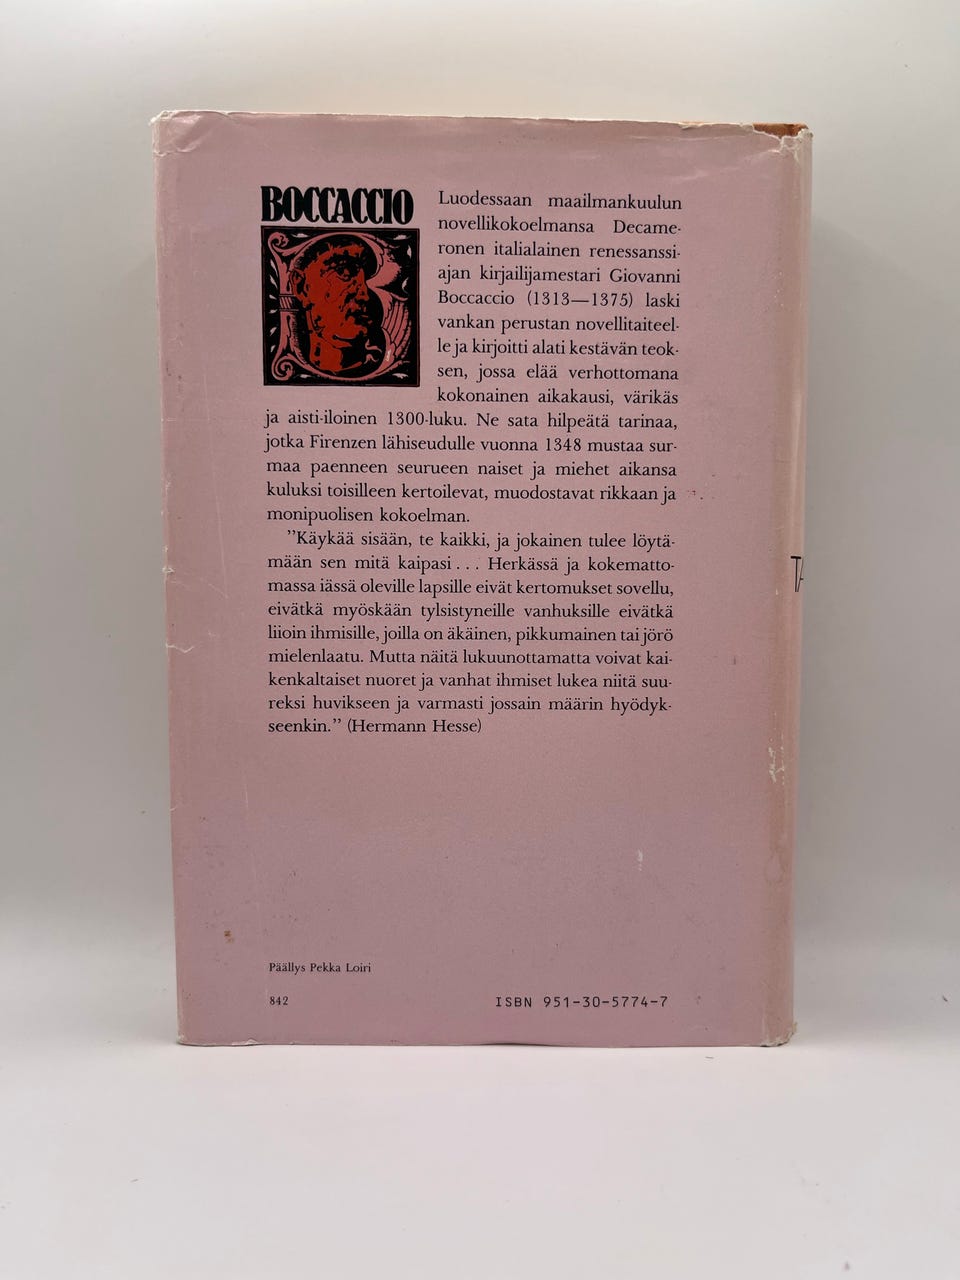 BOCCACCIO
Luodessaan maailmankuulun
novellikokoelmansa Decame-
ronen italialainen renessanssi-
ajan kirjailijamestari Giovanni
Boccaccio (1313—1375) laski
vankan perustan novellitaiteel-
le ja kirjoitti alati kestävän teok-
sen, jossa elää verhottomana
kokonainen aikakausi, värikäs
ja aisti-iloinen 1300-luku. Ne sata hilpeätä tarinaa,
jotka Firenzen lähiseudulle vuonna 1348 mustaa sur-
maa paenneen seurueen naiset ja miehet aikansa
kuluksi toisilleen kertoilevat, muodostavat rikkaan ja
monipuolisen kokoelman.
”Käykää sisään, te kaikki, ja jokainen tulee löytä-
mään sen mitä kaipasi . . . Herkässä ja kokematto-
massa iässä oleville lapsille eivät kertomukset sovellu,
eivätkä myöskään tylsistyneille vanhuksille eivätkä
liioin ihmisille, joilla on äkäinen, pikkumainen tai jörö
mielenlaatu. Mutta näitä lukuunottamatta voivat kai-
kenkaltaiset nuoret ja vanhat ihmiset lukea niitä suu-
reksi huvikseen ja varmasti jossain määrin hyödyk-
seenkin.” (Hermann Hesse)
Päällys Pekka Loiri
842
ISBN 951-30-5774-7